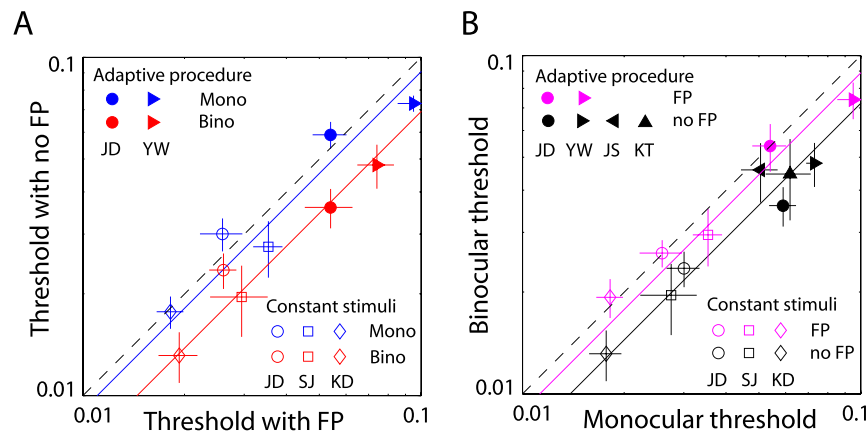 A
Threshold with no FP
0.1
0.01
Adaptive procedure
Mono
Bino
JD YW
Constant stimuli
Mono
Bino
JD SJ KD
0.01 0.1
Threshold with FP
B
Binocular threshold
0.1
0.01
Adaptive procedure
FP
no FP
JD YW JS KT
Constant stimuli
FP
no FP
JD SJ KD
0.01 0.1
Monocular threshold